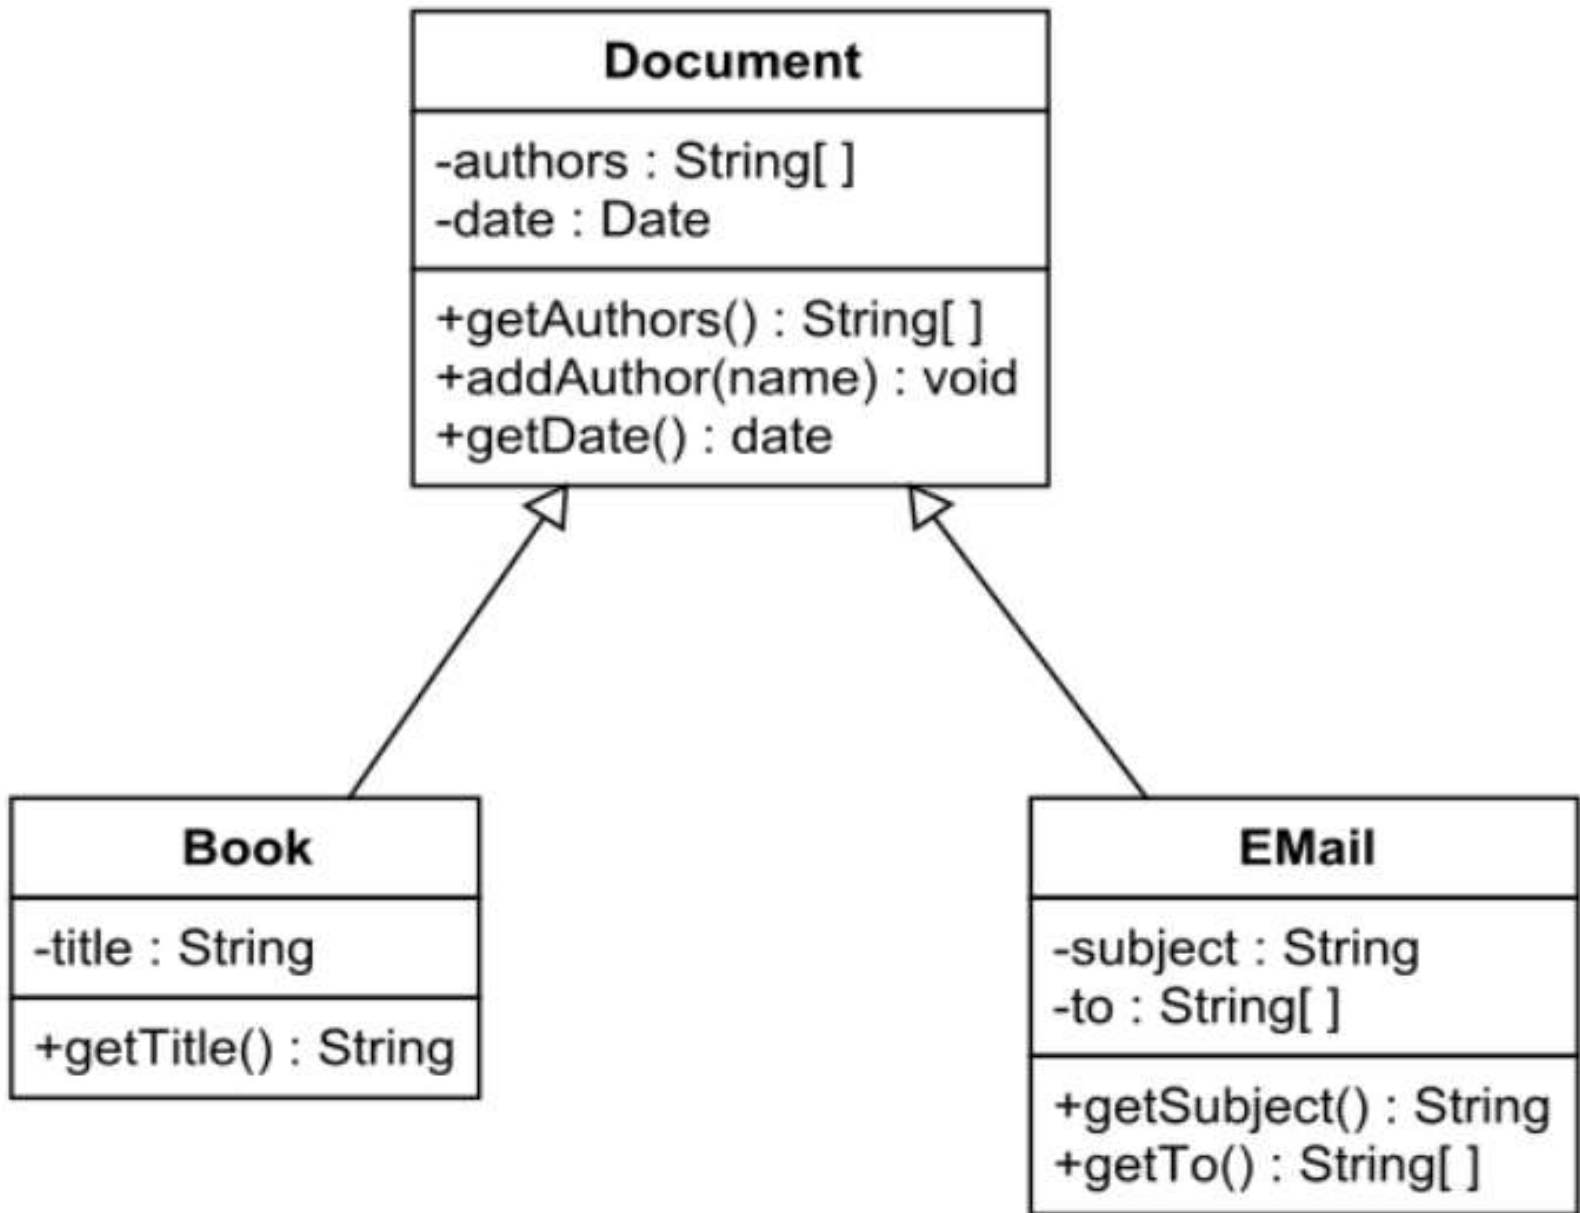 Document
-authors : String[ ]
-date : Date
+getAuthors() : String[ ]
+addAuthor(name) : void
+getDate() : date
Book
-title : String
+getTitle() : String
EMail
-subject : String
-to : String[ ]
+getSubject() : String
+getTo() : String[ ]